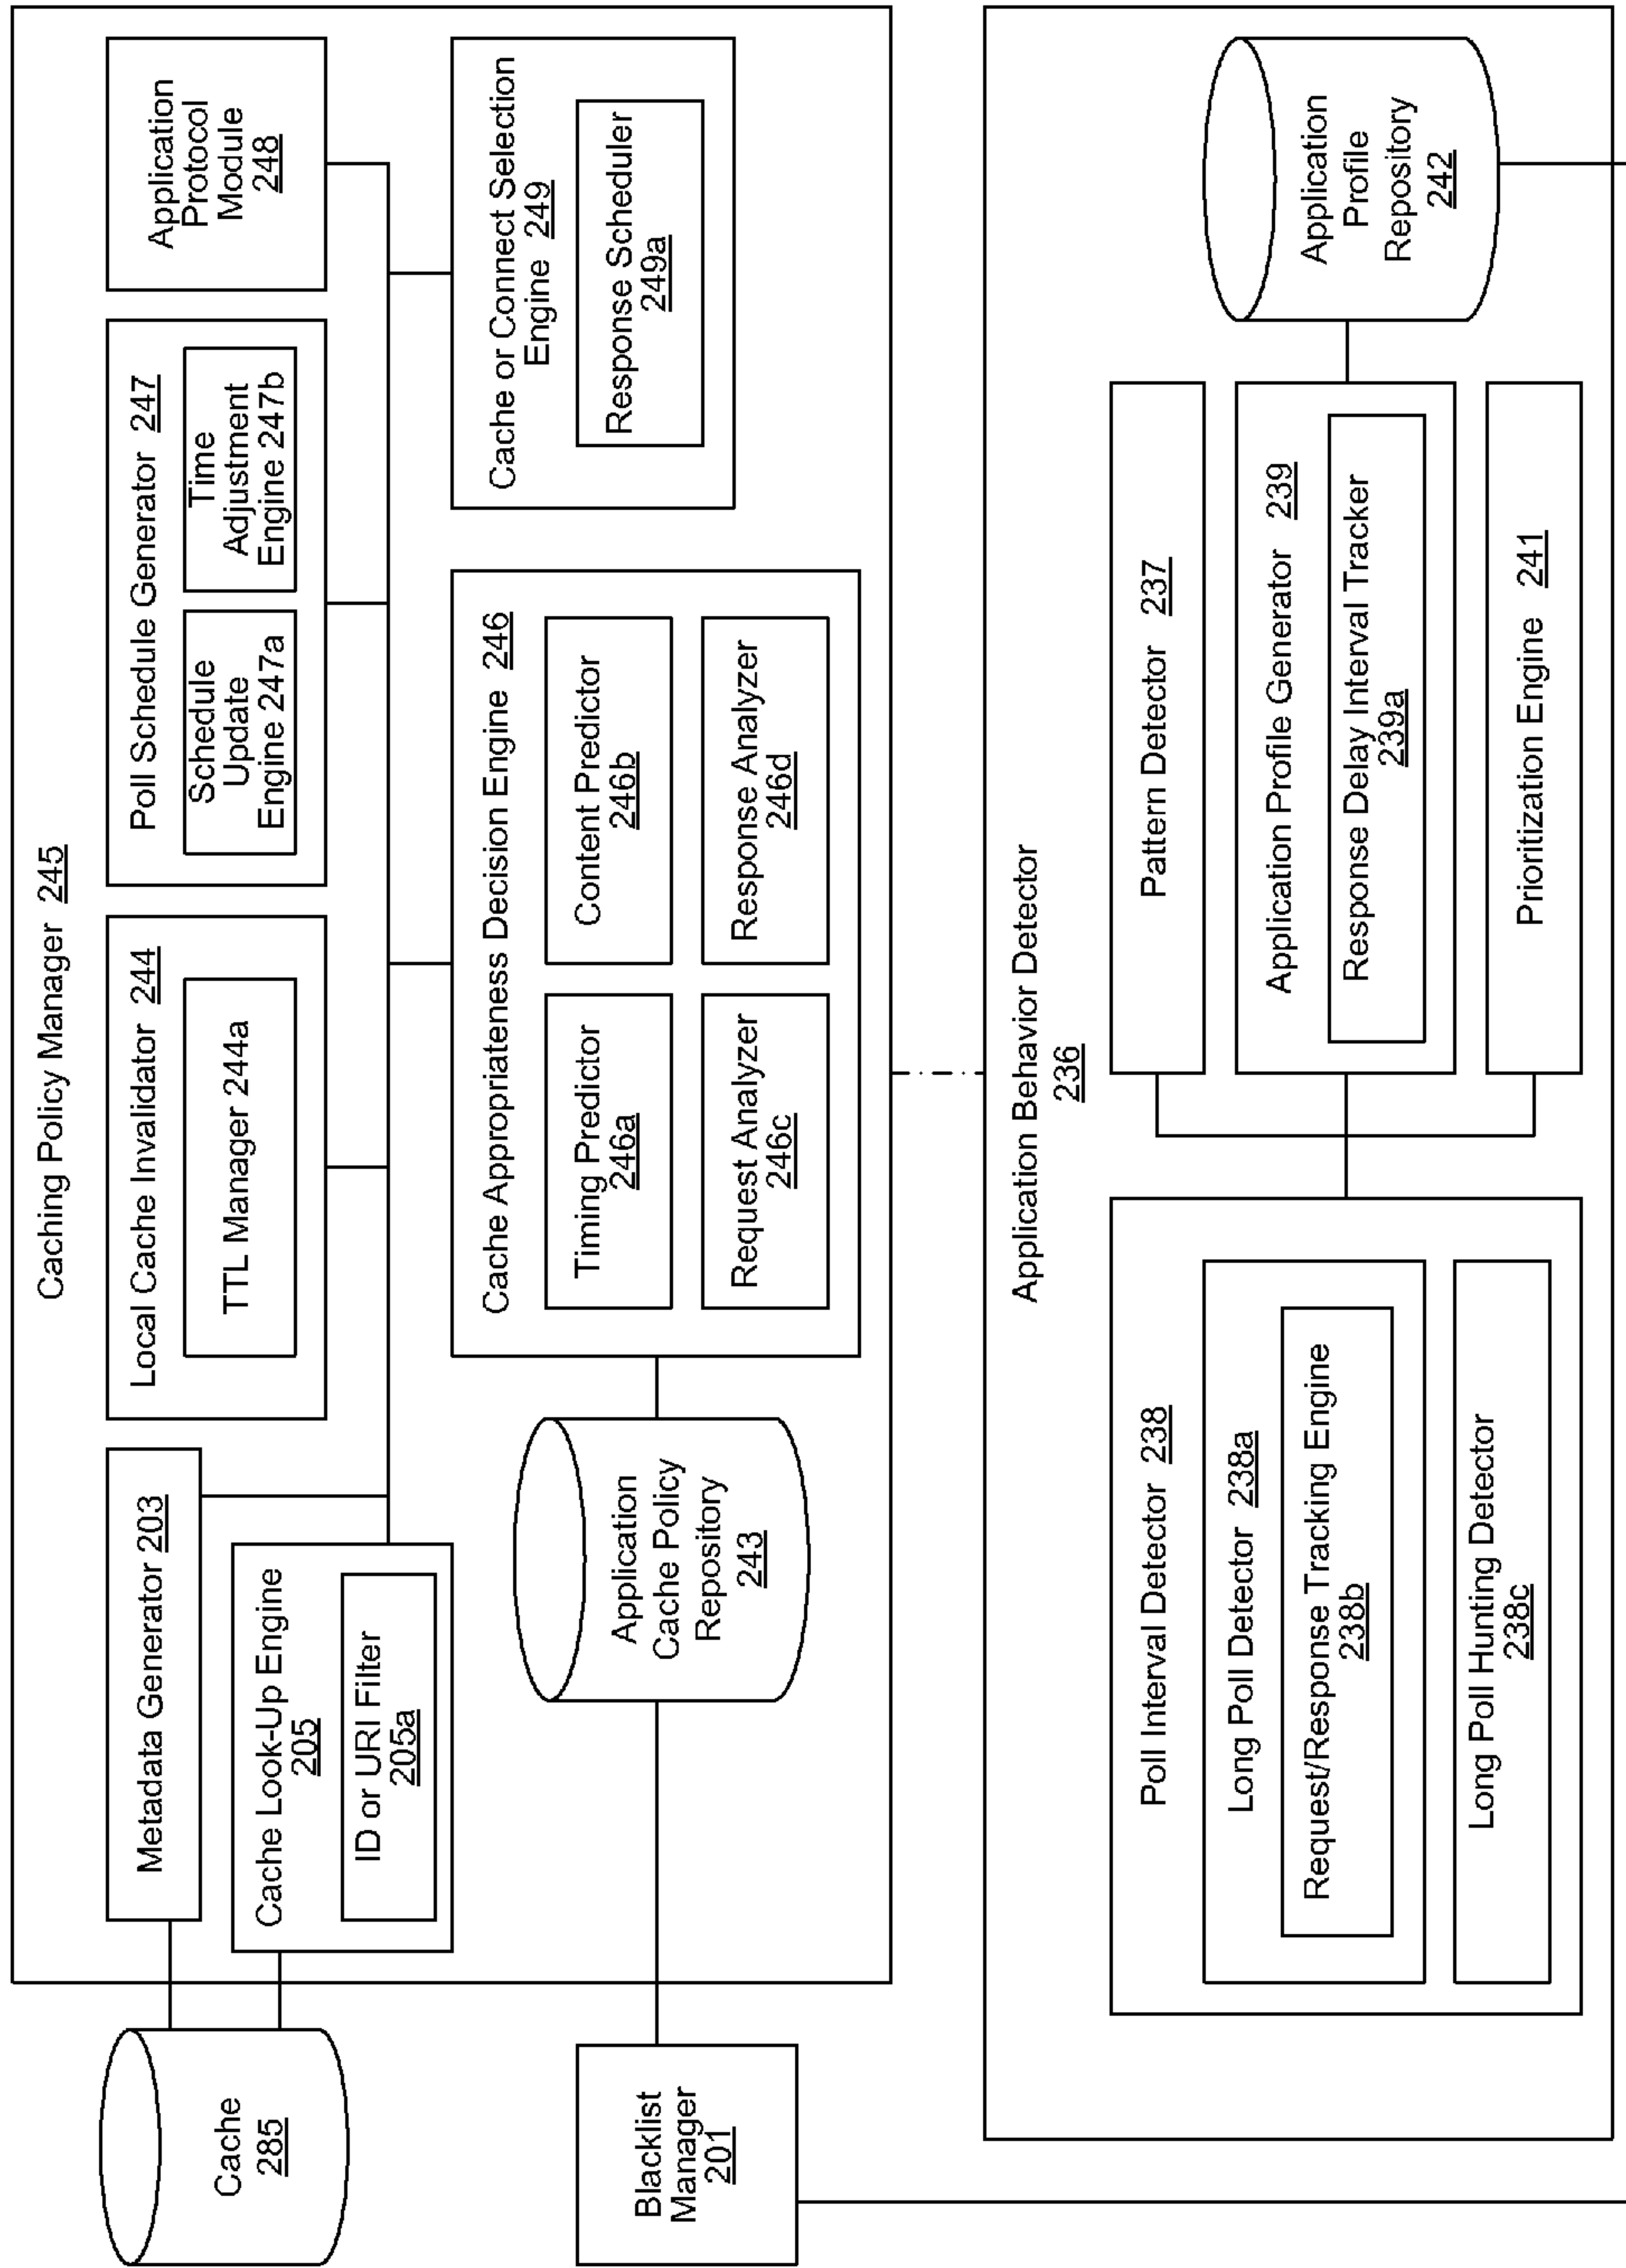 Caching Policy Manager 245
Cache
285
Metadata Generator 203
Cache Look-Up Engine
205
ID or URI Filter
205a
Local Cache Invalidator 244
TTL Manager 244a
Poll Schedule Generator 247
Schedule
Update
Engine 247a
Time
Adjustment
Engine 247b
Application
Protocol
Module
248
Blacklist
Manager
201
Application
Cache Policy
Repository
243
Cache Appropriateness Decision Engine 246
Timing Predictor
246a
Content Predictor
246b
Request Analyzer
246c
Response Analyzer
246d
Cache or Connect Selection
Engine 249
Response Scheduler
249a
Application Behavior Detector
236
Poll Interval Detector 238
Long Poll Detector 238a
Request/Response Tracking Engine
238b
Long Poll Hunting Detector
238c
Pattern Detector 237
Application Profile Generator 239
Response Delay Interval Tracker
239a
Prioritization Engine 241
Application
Profile
Repository
242